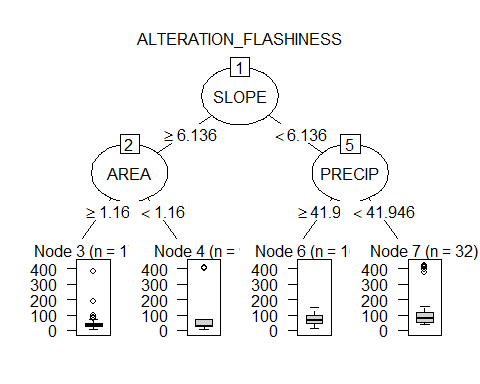 ALTERATION_FLASHINESS
1
SLOPE
≥ 6.136 < 6.136
2 5
AREA PRECIP
≥ 1.16 < 1.16 ≥ 41.9 < 41.946
Node 3 (n = 1 Node 4 (n = Node 6 (n = 1 Node 7 (n = 32)
400 400 400 400
300 300 300 300
200 200 200 200
100 100 100 100
0 0 0 0